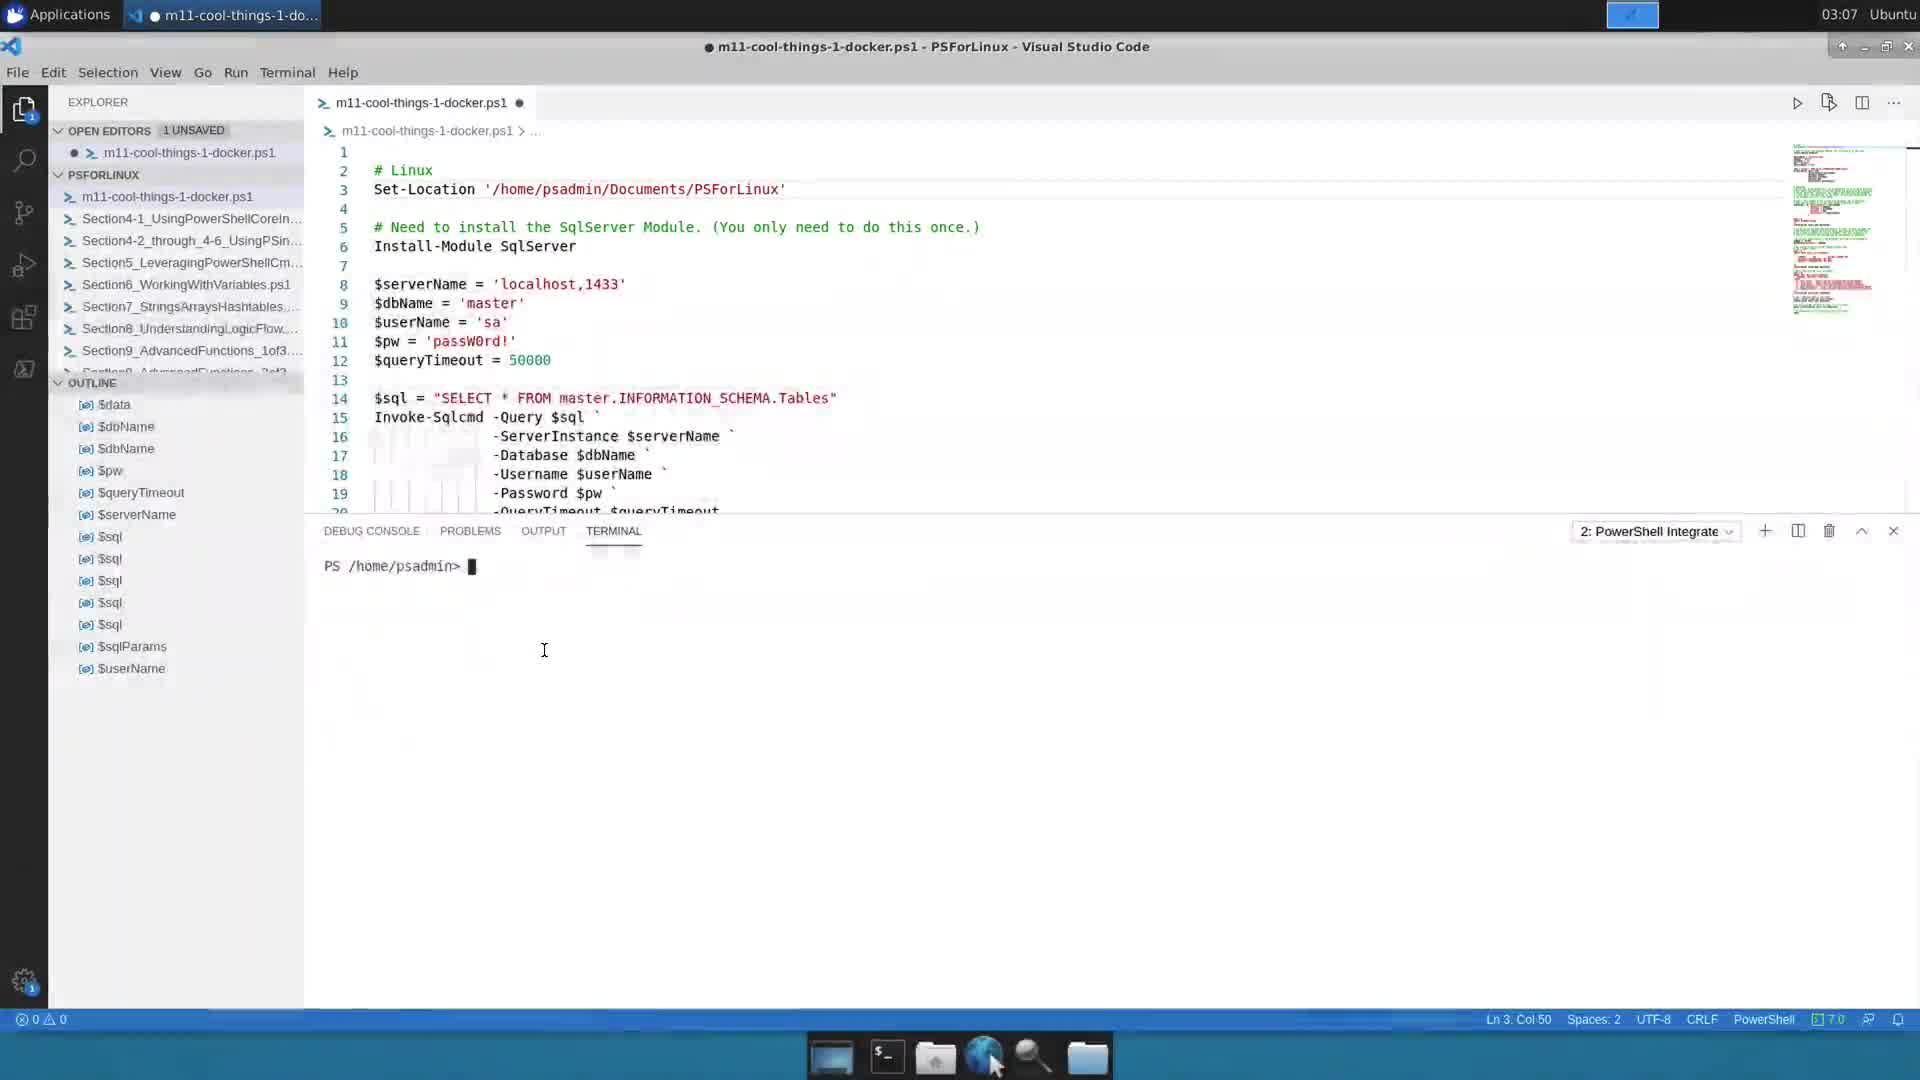 Applications
m11-cool-things-1-do...
03:07 Ubuntu
m11-cool-things-1-docker.ps1 - PSForLinux - Visual Studio Code
File Edit Selection View Go Run Terminal Help
EXPLORER
OPEN EDITORS 1 UNSAVED
m11-cool-things-1-docker.ps1
PSFORLINUX
m11-cool-things-1-docker.ps1
Section4-1_UsingPowerShellCoreIn...
Section4-2_through_4-6_UsingPSin...
Section5_LeveragingPowerShellCm...
Section6_WorkingWithVariables.ps1
Section7_StringsArraysHashtables....
Section8_UnderstandingLogicFlow....
Section9_AdvancedFunctions_1of3....
OUTLINE
$data
$dbName
$dbName
$pw
$queryTimeout
$serverName
$sql
$sql
$sql
$sql
$sql
$sqlParams
$userName
m11-cool-things-1-docker.ps1
m11-cool-things-1-docker.ps1 > ...
1
2 # Linux
3 Set-Location '/home/psadmin/Documents/PSForLinux'
4
5 # Need to install the SqlServer Module. (You only need to do this once.)
6 Install-Module SqlServer
7
8 $serverName = 'localhost,1433'
9 $dbName = 'master'
10 $userName = 'sa'
11 $pw = 'passW0rd!'
12 $queryTimeout = 50000
13
14 $sql = "SELECT * FROM master.INFORMATION_SCHEMA.Tables"
15 Invoke-Sqlcmd -Query $sql `
16 -ServerInstance $serverName `
17 -Database $dbName `
18 -Username $userName `
19 -Password $pw `
20 -QueryTimeout $queryTimeout
DEBUG CONSOLE PROBLEMS OUTPUT TERMINAL
2: PowerShell Integrate
PS /home/psadmin>
0 0
Ln 3, Col 50 Spaces: 2 UTF-8 CRLF PowerShell 7.0